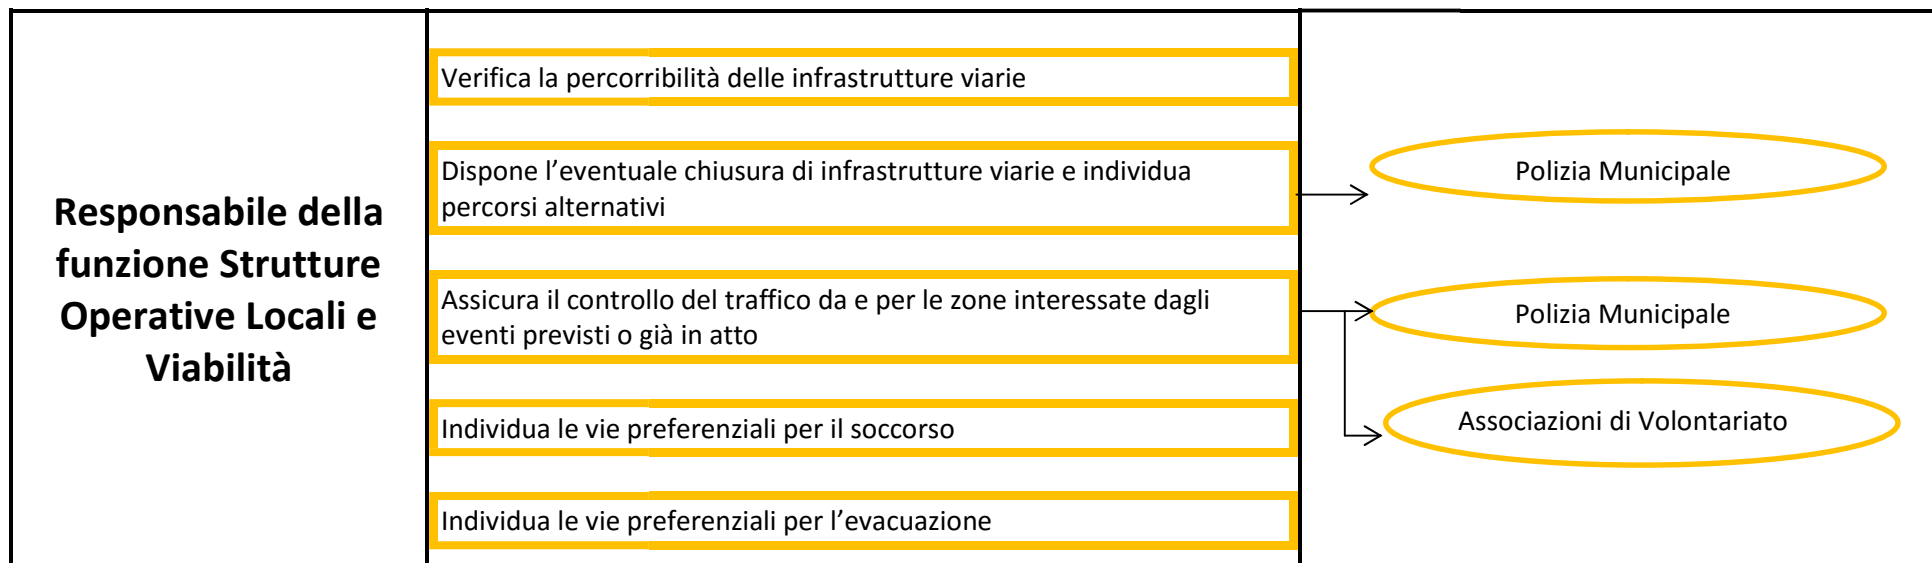 Responsabile della
funzione Strutture
Operative Locali e
Viabilità
Verifica la percorribilità delle infrastrutture viarie
Dispone l’eventuale chiusura di infrastrutture viarie e individua
percorsi alternativi
Polizia Municipale
Assicura il controllo del traffico da e per le zone interessate dagli
eventi previsti o già in atto
Polizia Municipale
Associazioni di Volontariato
Individua le vie preferenziali per il soccorso
Individua le vie preferenziali per l’evacuazione